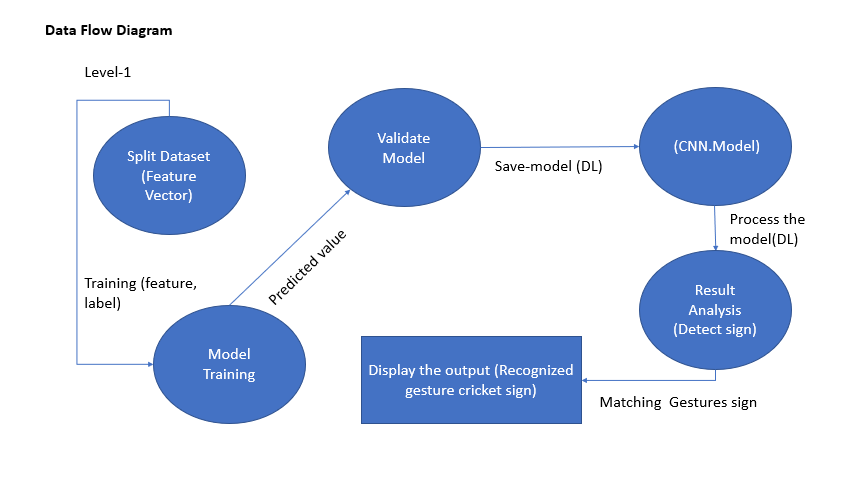 Data Flow Diagram
Level-1
Split Dataset
(Feature
Vector)
Validate
Model
Save-model (DL)
(CNN.Model)
Process the
model(DL)
Predicted value
Training (feature,
label)
Model
Training
Result
Analysis
(Detect sign)
Display the output (Recognized
gesture cricket sign)
Matching  Gestures sign